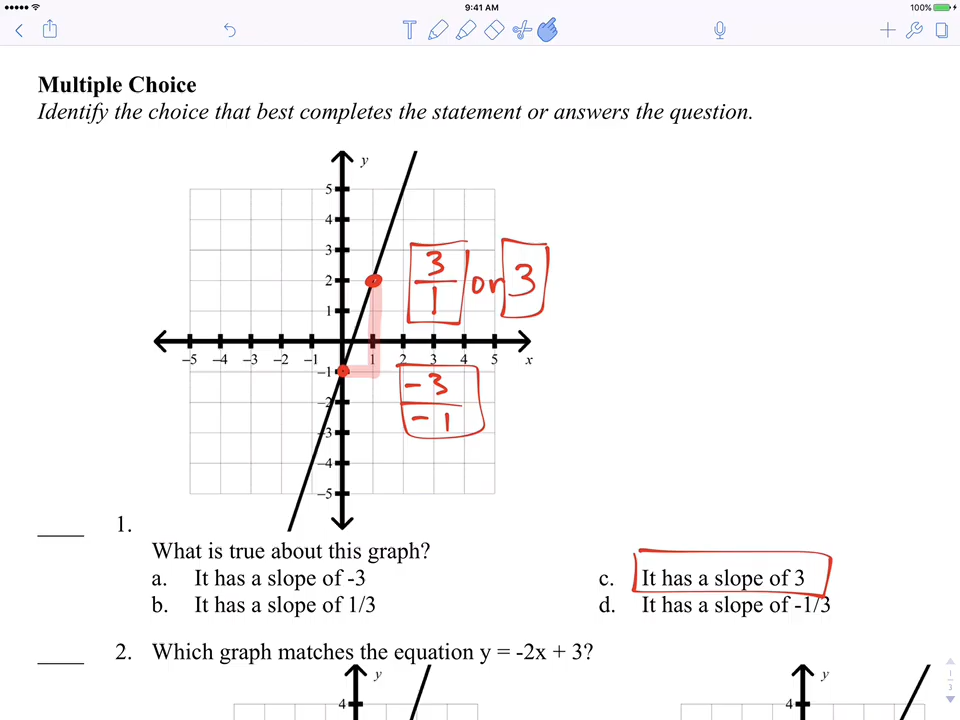 9:41 AM
100%
T
Multiple Choice
Identify the choice that best completes the statement or answers the question.
y
5
4
3
2
1
-5 -4 -3 -2 -1 1 2 3 4 5 x
-1
-2
-3
-4
-5
3
1
or 3
-3
-1
____ 1.
What is true about this graph?
a. It has a slope of -3
c. It has a slope of 3
b. It has a slope of 1/3
d. It has a slope of -1/3
____ 2. Which graph matches the equation y = -2x + 3?
y
4
y
4
1
3